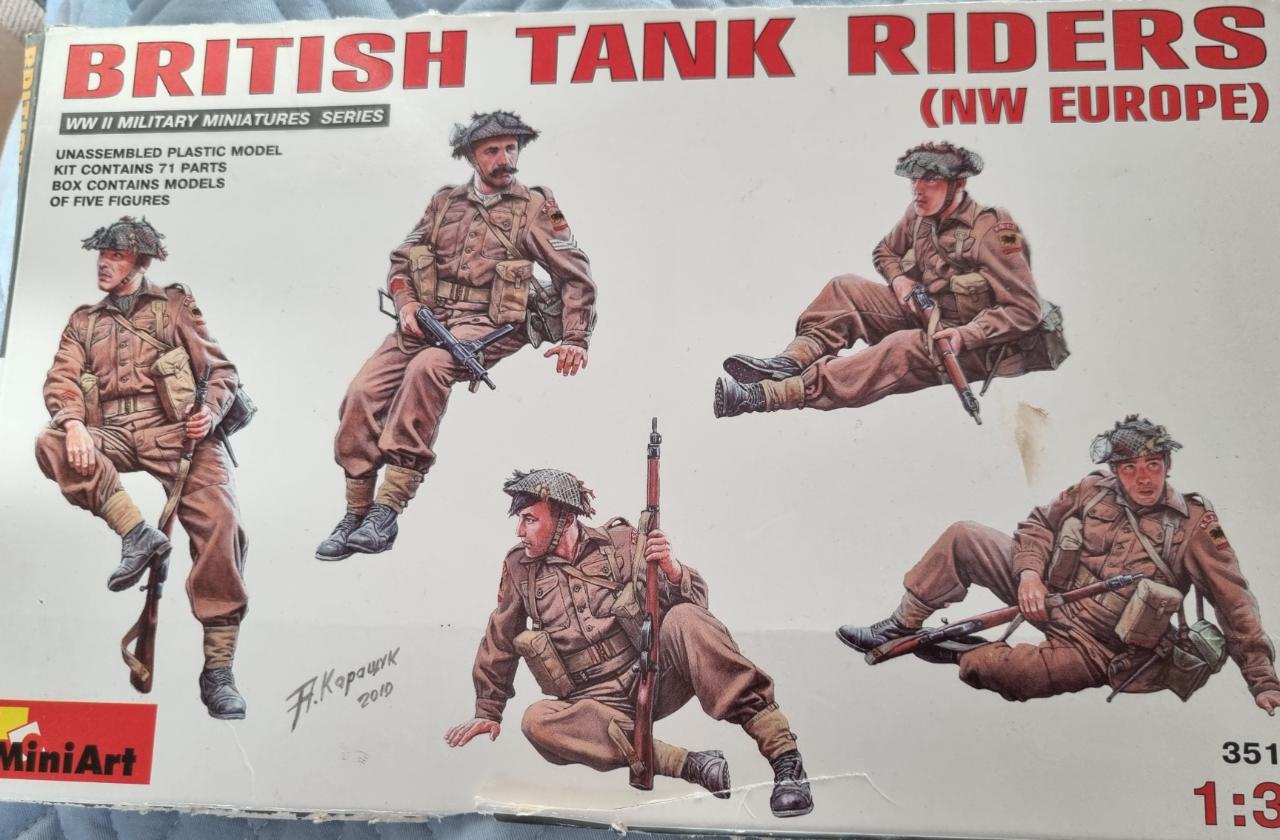 BRITISH TANK RIDERS
(NW EUROPE)
WW II MILITARY MINIATURES SERIES
UNASSEMBLED PLASTIC MODEL
KIT CONTAINS 71 PARTS
BOX CONTAINS MODELS
OF FIVE FIGURES
А.Каращук
2010
MiniArt
351
1:3